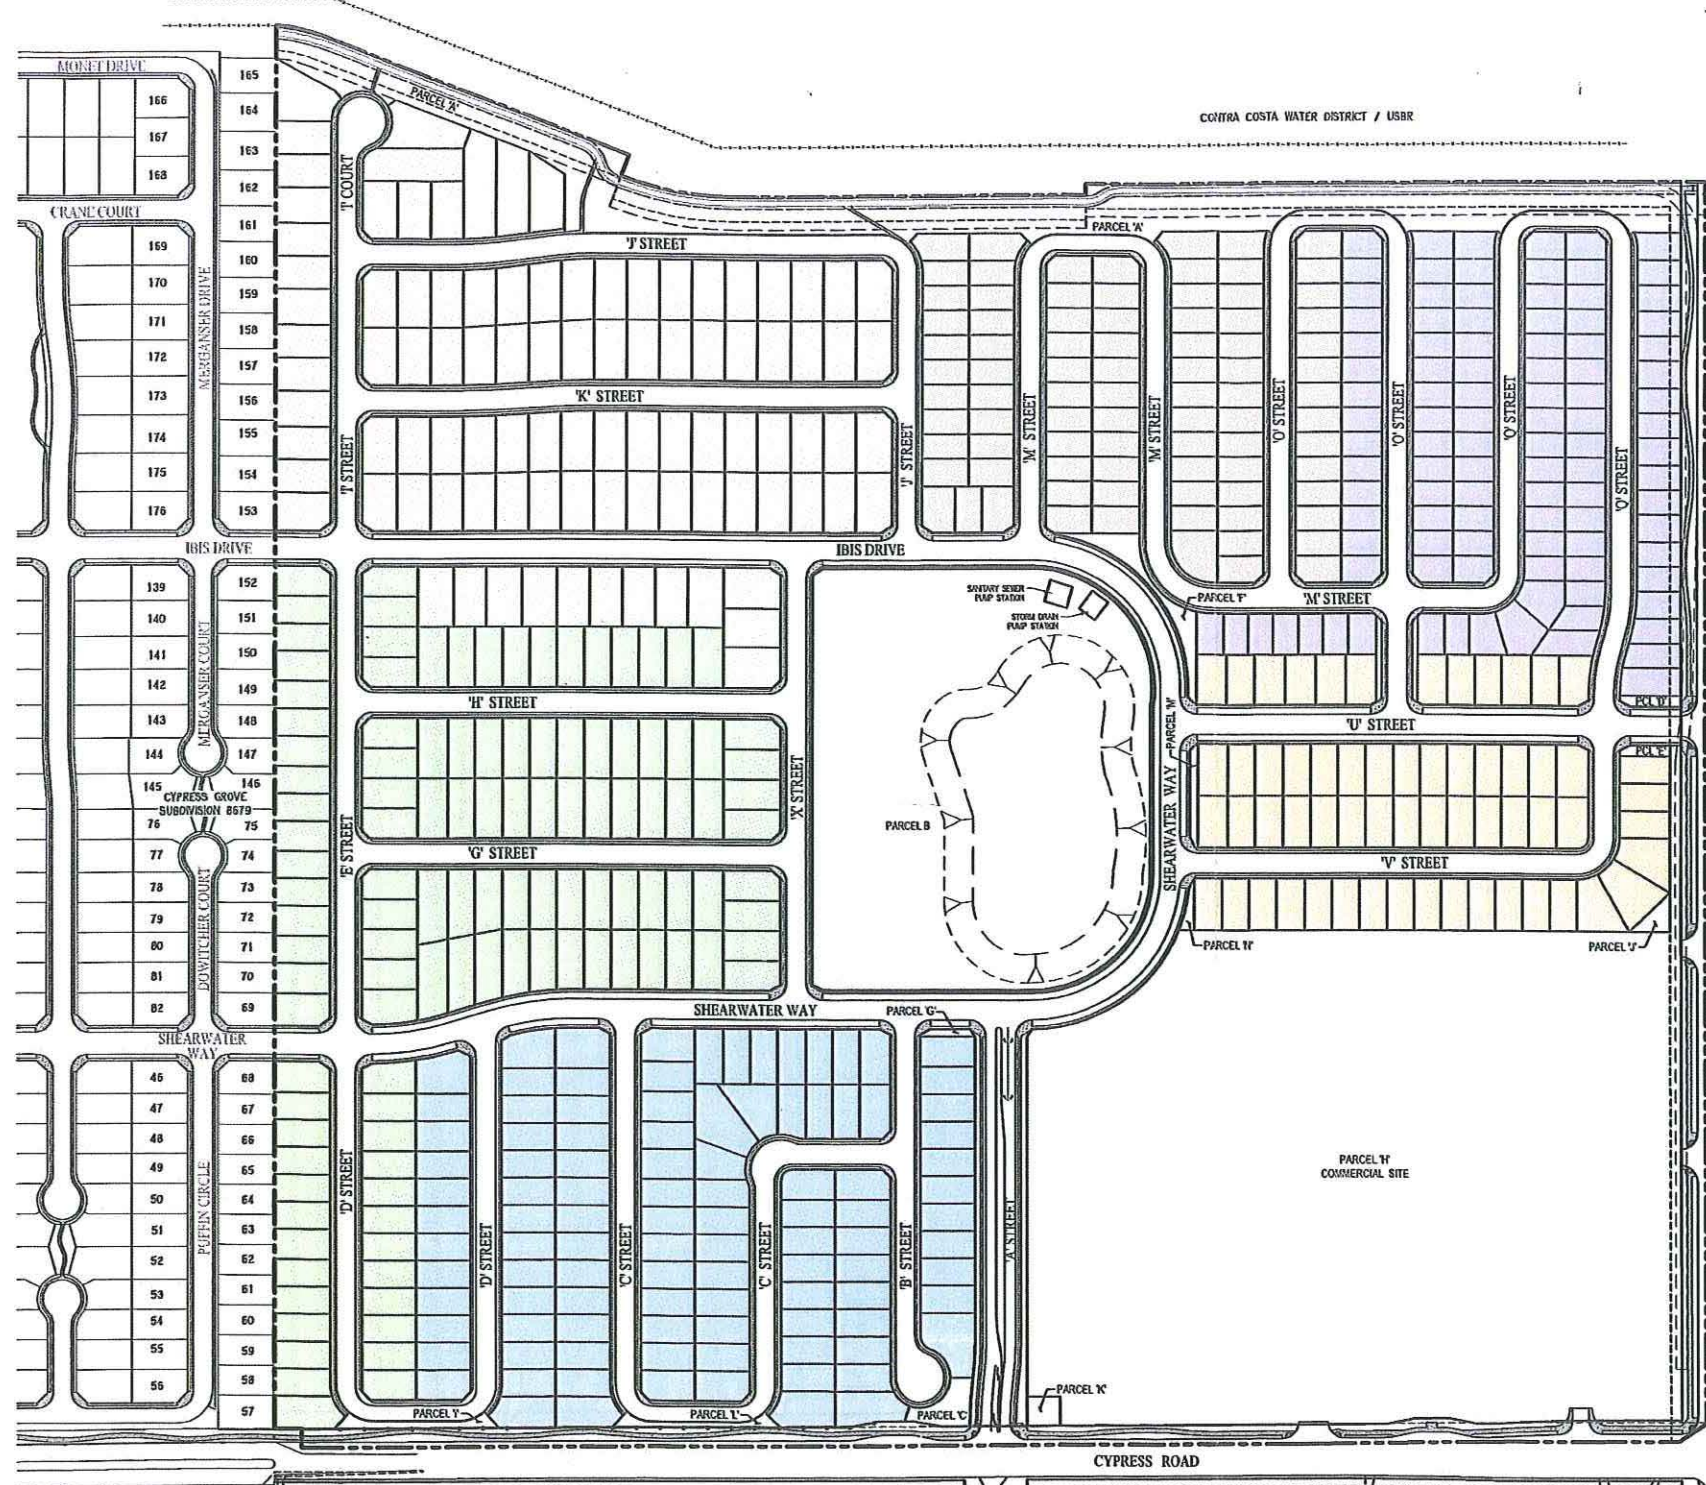 MONET DRIVE
165
166
164
PARCEL 'A'
CONTRA COSTA WATER DISTRICT / USBR
167
163
168
162
'I' COURT
CRANE COURT
161
PARCEL 'A'
169
160
'J' STREET
170
159
MERGANSER DRIVE
171
158
172
157
173
156
'K' STREET
174
155
175
154
'I' STREET
'J' STREET
'M' STREET
'M' STREET
'O' STREET
'O' STREET
'Q' STREET
'Q' STREET
176
153
IBIS DRIVE
IBIS DRIVE
139
152
SANITARY SEWER
PUMP STATION
PARCEL 'F'
'M' STREET
140
151
STORM DRAIN
PUMP STATION
141
150
MERGANSER COURT
142
149
'H' STREET
PCL 'D'
143
148
'U' STREET
144
147
PARCEL 'M'
PCL 'E'
145
146
CYPRESS GROVE
SUBDIVISION 8679
'X' STREET
76
75
PARCEL B
SHEARWATER WAY
'E' STREET
77
74
'G' STREET
'V' STREET
78
73
DOWITCHER COURT
79
72
80
71
PARCEL 'N'
PARCEL 'J'
81
70
82
69
SHEARWATER WAY
PARCEL 'G'
SHEARWATER
WAY
46
68
47
67
48
66
49
65
PARCEL 'H'
COMMERCIAL SITE
50
64
PUFFIN CIRCLE
'D' STREET
51
63
52
62
'D' STREET
'C' STREET
'C' STREET
'B' STREET
'A' STREET
53
61
54
60
55
59
56
58
57
PARCEL 'I'
PARCEL 'L'
PARCEL 'C'
PARCEL 'K'
CYPRESS ROAD